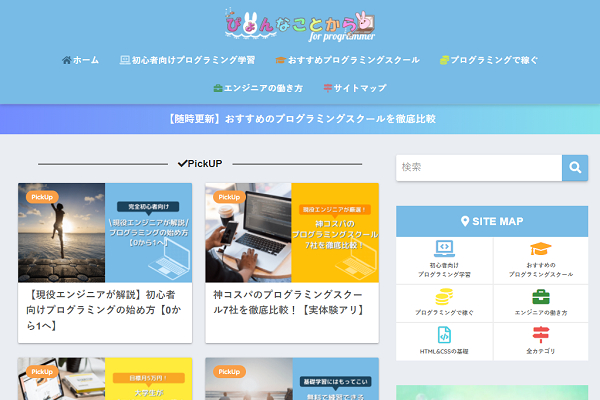 ぴょんなことから
for programmer
ホーム
初心者向けプログラミング学習
おすすめプログラミングスクール
プログラミングで稼ぐ
エンジニアの働き方
サイトマップ
【随時更新】おすすめのプログラミングスクールを徹底比較
PickUP
検索
PickUp
完全初心者向け
\現役エンジニアが解説/
プログラミングの始め方
【0から1へ】
【現役エンジニアが解説】初心者
向けプログラミングの始め方【0か
ら1へ】
PickUp
現役エンジニアが厳選！
神コスパの
プログラミングスクール
7社を徹底比較！
神コスパのプログラミングスクー
ル7社を徹底比較！【実体験アリ】
SITE MAP
初心者向け
プログラミング学習
おすすめの
プログラミングスクール
プログラミングで稼ぐ
エンジニアの働き方
HTML&CSSの基礎
全カテゴリ
PickUp
目標月5万円！
大学生が
PickUp
基礎学習にはもってこい
無料で練習できる